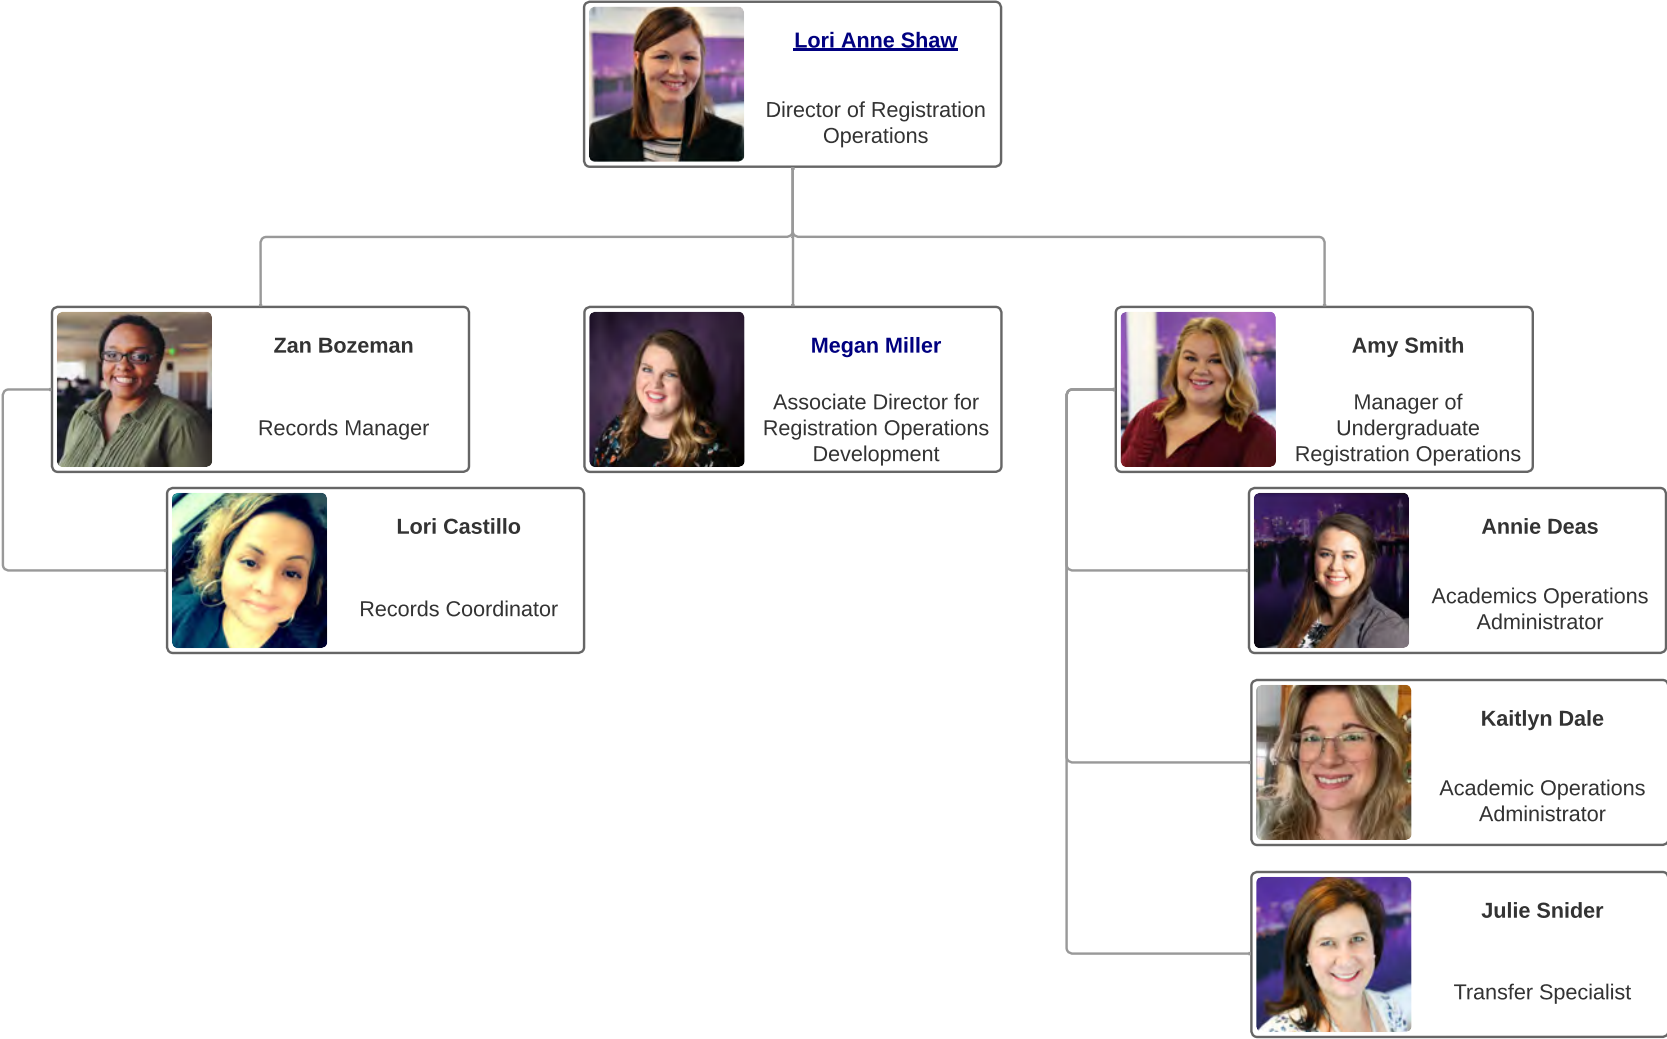 Lori Anne Shaw
Director of Registration
Operations
Zan Bozeman
Records Manager
Megan Miller
Associate Director for
Registration Operations
Development
Amy Smith
Manager of
Undergraduate
Registration Operations
Lori Castillo
Records Coordinator
Annie Deas
Academics Operations
Administrator
Kaitlyn Dale
Academic Operations
Administrator
Julie Snider
Transfer Specialist